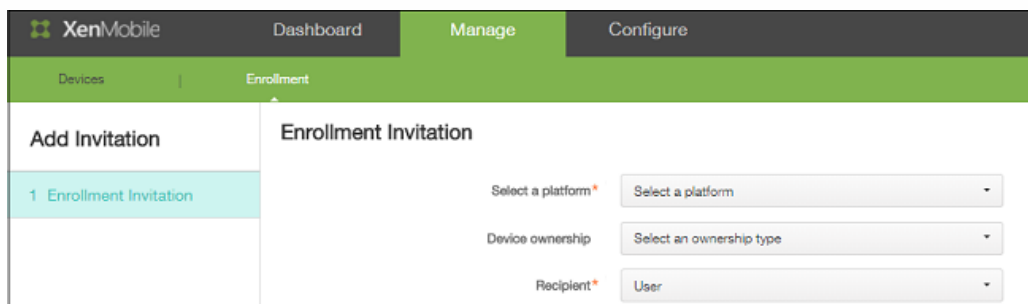 XenMobile Dashboard Manage Configure
Devices | Enrollment
Add Invitation
1 Enrollment Invitation
Enrollment Invitation
Select a platform* Select a platform
Device ownership Select an ownership type
Recipient* User